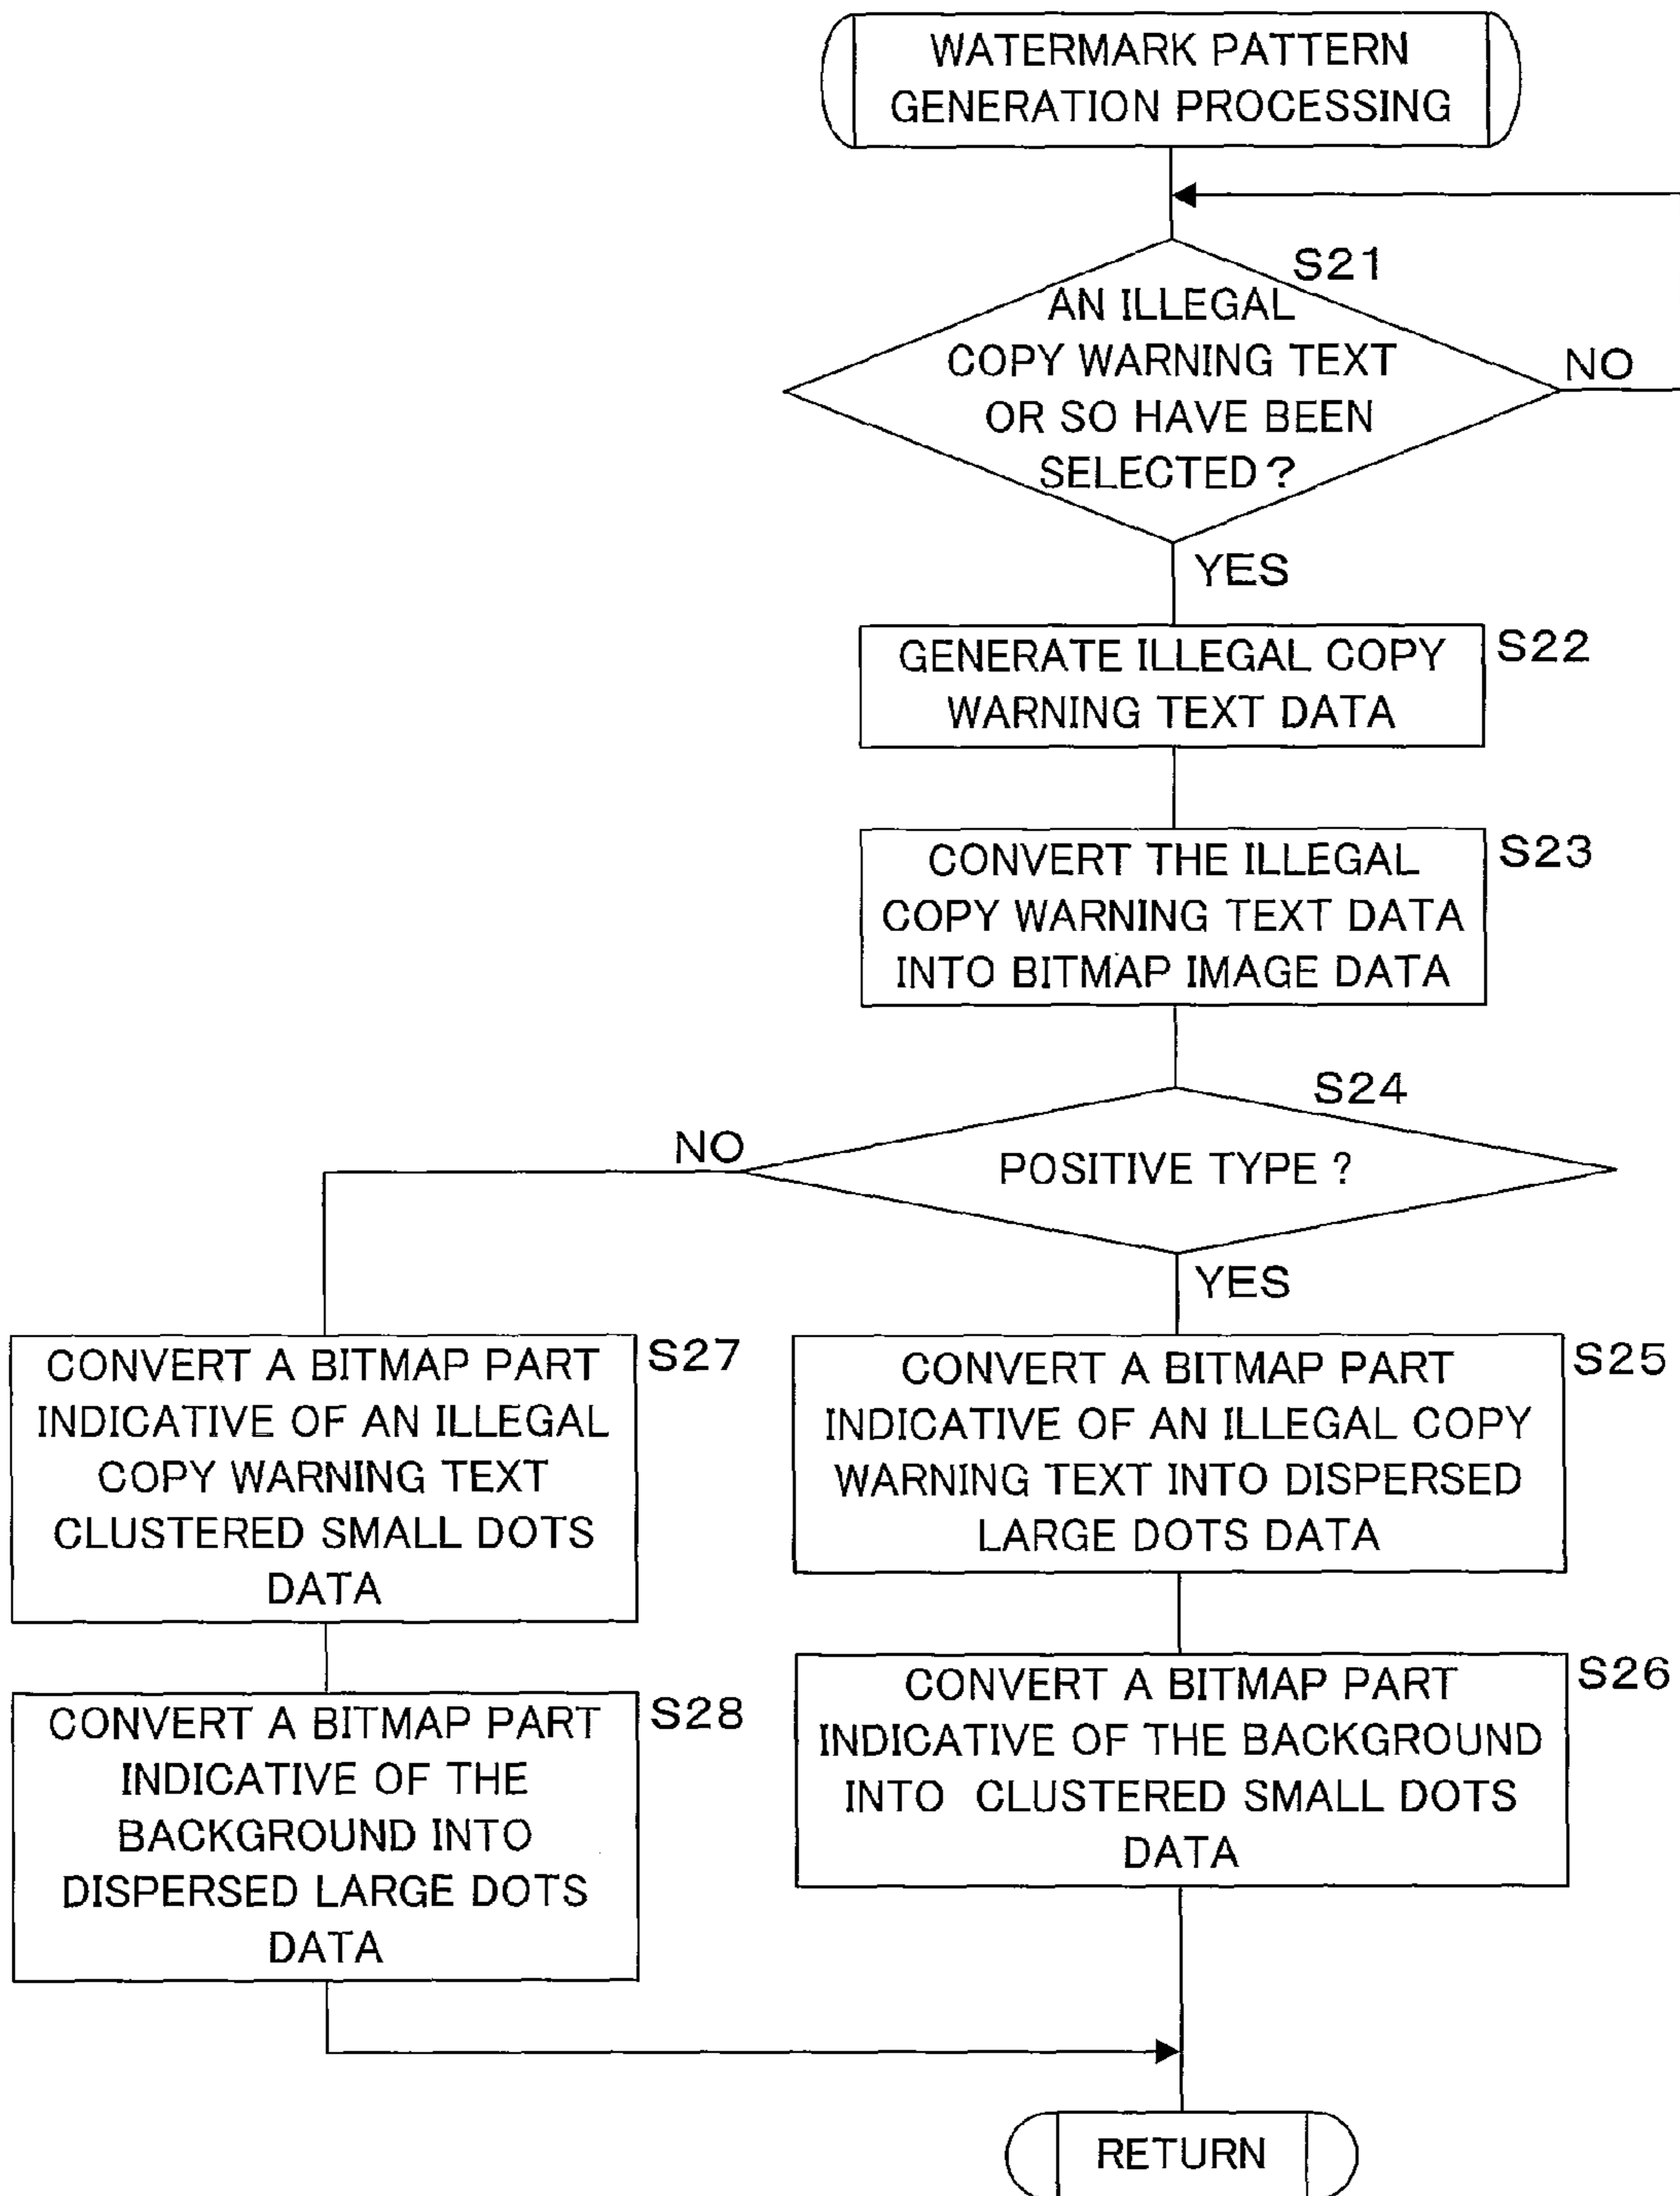 WATERMARK PATTERN
GENERATION PROCESSING
S21
AN ILLEGAL
COPY WARNING TEXT
OR SO HAVE BEEN
SELECTED?
NO
YES
S22
GENERATE ILLEGAL COPY
WARNING TEXT DATA
S23
CONVERT THE ILLEGAL
COPY WARNING TEXT DATA
INTO BITMAP IMAGE DATA
S24
POSITIVE TYPE?
NO
YES
S27
CONVERT A BITMAP PART
INDICATIVE OF AN ILLEGAL
COPY WARNING TEXT
CLUSTERED SMALL DOTS
DATA
S25
CONVERT A BITMAP PART
INDICATIVE OF AN ILLEGAL COPY
WARNING TEXT INTO DISPERSED
LARGE DOTS DATA
S28
CONVERT A BITMAP PART
INDICATIVE OF THE
BACKGROUND INTO
DISPERSED LARGE DOTS
DATA
S26
CONVERT A BITMAP PART
INDICATIVE OF THE BACKGROUND
INTO CLUSTERED SMALL DOTS
DATA
RETURN